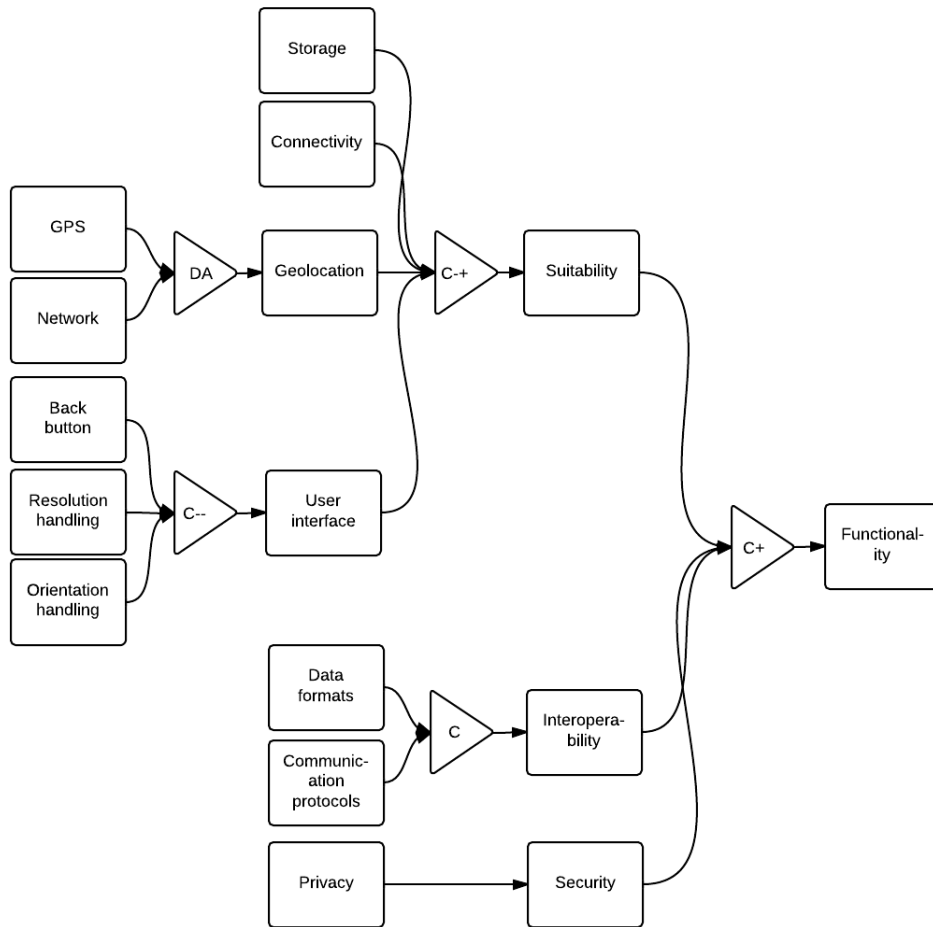 Storage
Connectivity
GPS
DA
Geolocation
C-+
Suitability
Network
Back
button
Resolution
handling
C--
User
interface
Orientation
handling
C+
Functional-
ity
Data
formats
C
Interopera-
bility
Communic-
ation
protocols
Privacy
Security